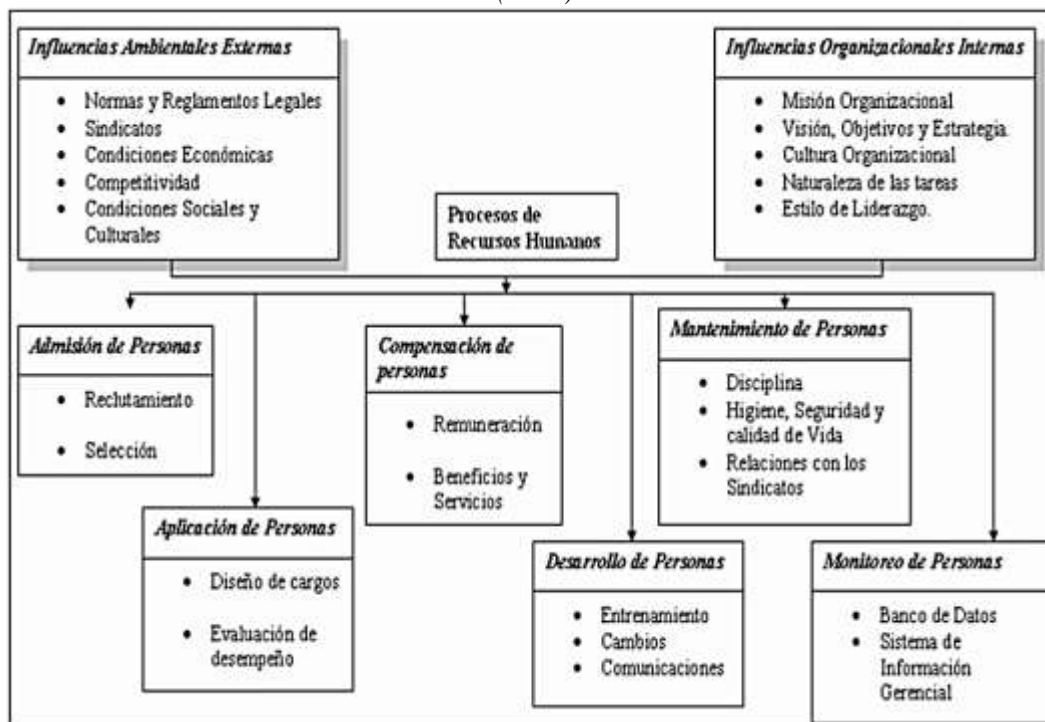 Influencias Ambientales Externas
• Normas y Reglamentos Legales
• Sindicatos
• Condiciones Económicas
• Competitividad
• Condiciones Sociales y
Culturales
Influencias Organizacionales Internas
• Misión Organizacional
• Visión, Objetivos y Estrategia.
• Cultura Organizacional
• Naturaleza de las tareas
• Estilo de Liderazgo.
Procesos de
Recursos Humanos
Admisión de Personas
• Reclutamiento
• Selección
Aplicación de Personas
• Diseño de cargos
• Evaluación de
desempeño
Compensación de
personas
• Remuneración
• Beneficios y
Servicios
Desarrollo de Personas
• Entrenamiento
• Cambios
• Comunicaciones
Mantenimiento de Personas
• Disciplina
• Higiene, Seguridad y
calidad de Vida
• Relaciones con los
Sindicatos
Monitoreo de Personas
• Banco de Datos
• Sistema de
Información
Gerencial